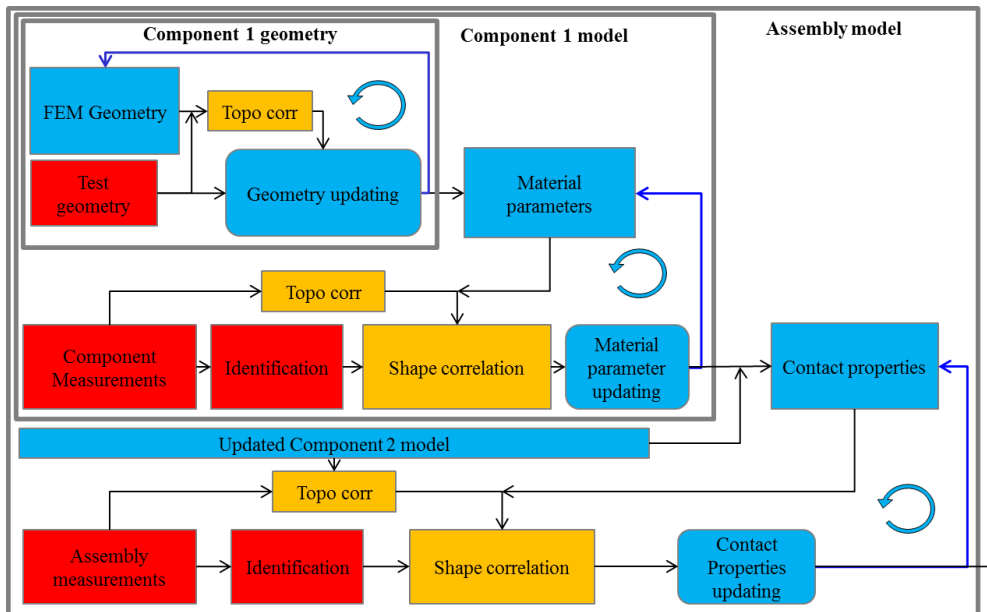 Component 1 geometry
Component 1 model
Assembly model
FEM Geometry
Topo corr
Test
geometry
Geometry updating
Material
parameters
Topo corr
Component
Measurements
Identification
Shape correlation
Material
parameter
updating
Contact properties
Updated Component 2 model
Topo corr
Assembly
measurements
Identification
Shape correlation
Contact
Properties
updating